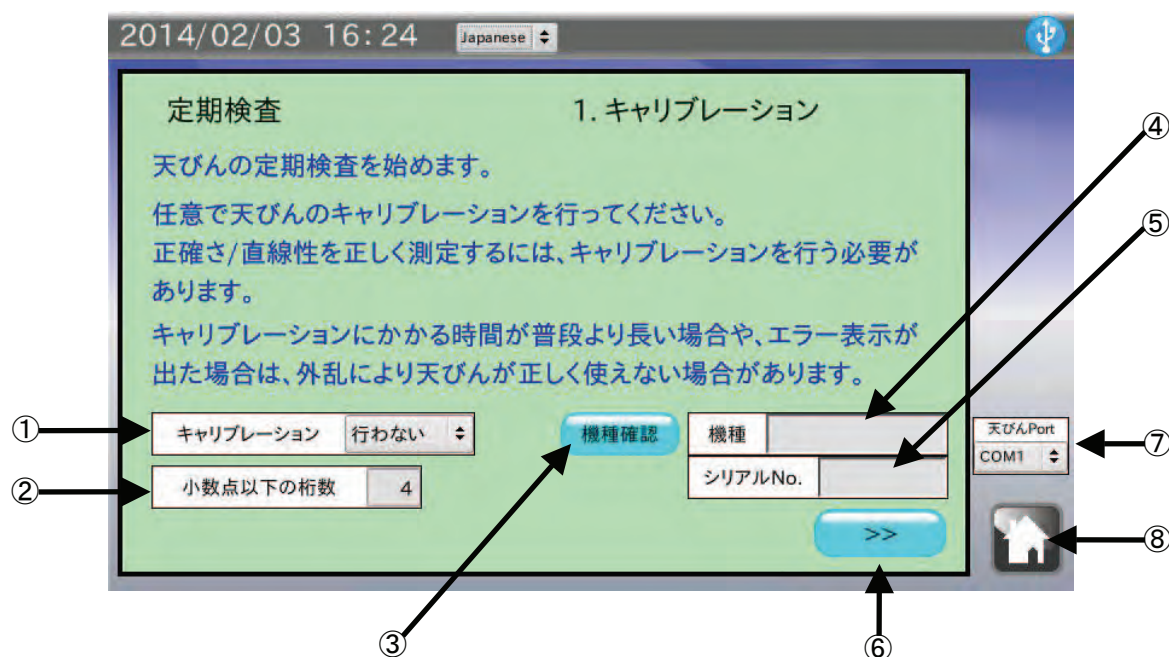 2014/02/03 16:24 Japanese
定期検査 1. キャリブレーション
④
天びんの定期検査を始めます。
任意で天びんのキャリブレーションを行ってください。
⑤
正確さ/直線性を正しく測定するには、キャリブレーションを行う必要が
あります。
キャリブレーションにかかる時間が普段より長い場合や、エラー表示が
出た場合は、外乱により天びんが正しく使えない場合があります。
① キャリブレーション 行わない 機種確認 機種 天びんPort
COM1 ⑦
② 小数点以下の桁数 4 シリアルNo.
>> ⑧
③ ⑥